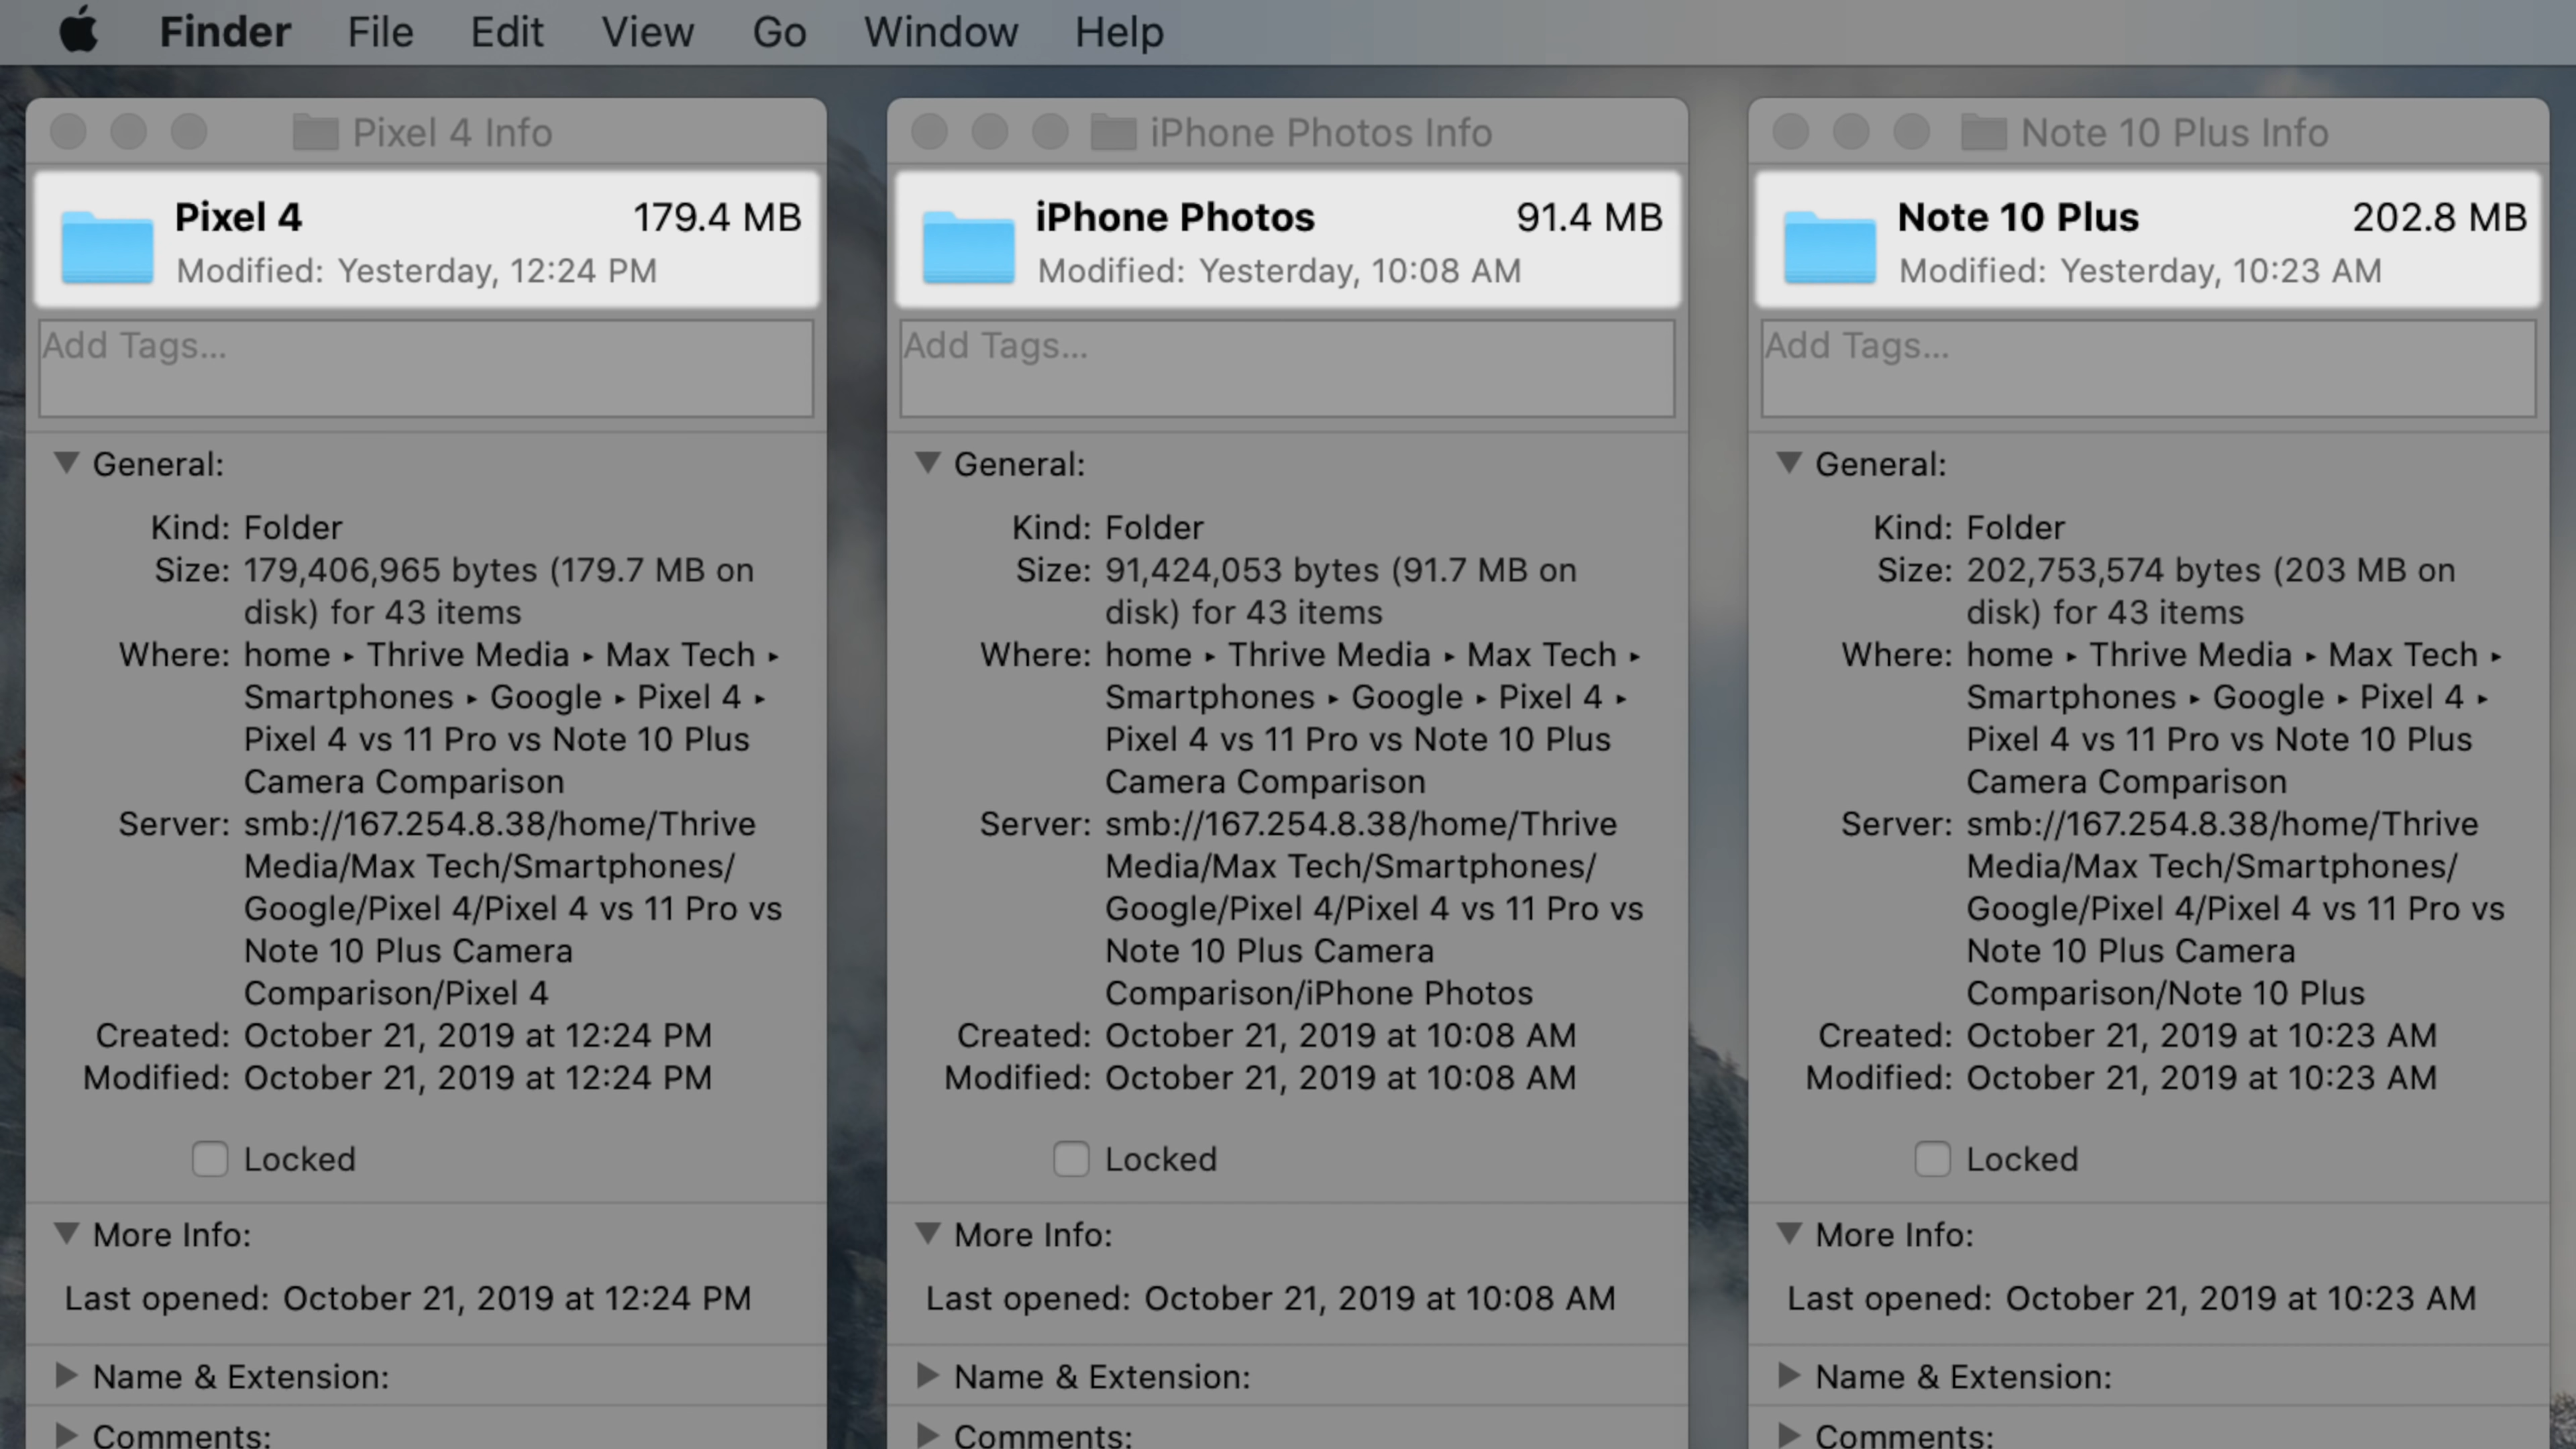 Finder File Edit View Go Window Help
Pixel 4 Info
Pixel 4 179.4 MB
Modified: Yesterday, 12:24 PM
Add Tags...
General:
Kind: Folder
Size: 179,406,965 bytes (179.7 MB on
disk) for 43 items
Where: home ▸ Thrive Media ▸ Max Tech ▸
Smartphones ▸ Google ▸ Pixel 4 ▸
Pixel 4 vs 11 Pro vs Note 10 Plus
Camera Comparison
Server: smb://167.254.8.38/home/Thrive
Media/Max Tech/Smartphones/
Google/Pixel 4/Pixel 4 vs 11 Pro vs
Note 10 Plus Camera
Comparison/Pixel 4
Created: October 21, 2019 at 12:24 PM
Modified: October 21, 2019 at 12:24 PM
Locked
More Info:
Last opened: October 21, 2019 at 12:24 PM
Name & Extension:
Comments:
iPhone Photos Info
iPhone Photos 91.4 MB
Modified: Yesterday, 10:08 AM
Add Tags...
General:
Kind: Folder
Size: 91,424,053 bytes (91.7 MB on
disk) for 43 items
Where: home ▸ Thrive Media ▸ Max Tech ▸
Smartphones ▸ Google ▸ Pixel 4 ▸
Pixel 4 vs 11 Pro vs Note 10 Plus
Camera Comparison
Server: smb://167.254.8.38/home/Thrive
Media/Max Tech/Smartphones/
Google/Pixel 4/Pixel 4 vs 11 Pro vs
Note 10 Plus Camera
Comparison/iPhone Photos
Created: October 21, 2019 at 10:08 AM
Modified: October 21, 2019 at 10:08 AM
Locked
More Info:
Last opened: October 21, 2019 at 10:08 AM
Name & Extension:
Comments:
Note 10 Plus Info
Note 10 Plus 202.8 MB
Modified: Yesterday, 10:23 AM
Add Tags...
General:
Kind: Folder
Size: 202,753,574 bytes (203 MB on
disk) for 43 items
Where: home ▸ Thrive Media ▸ Max Tech ▸
Smartphones ▸ Google ▸ Pixel 4 ▸
Pixel 4 vs 11 Pro vs Note 10 Plus
Camera Comparison
Server: smb://167.254.8.38/home/Thrive
Media/Max Tech/Smartphones/
Google/Pixel 4/Pixel 4 vs 11 Pro vs
Note 10 Plus Camera
Comparison/Note 10 Plus
Created: October 21, 2019 at 10:23 AM
Modified: October 21, 2019 at 10:23 AM
Locked
More Info:
Last opened: October 21, 2019 at 10:23 AM
Name & Extension:
Comments: